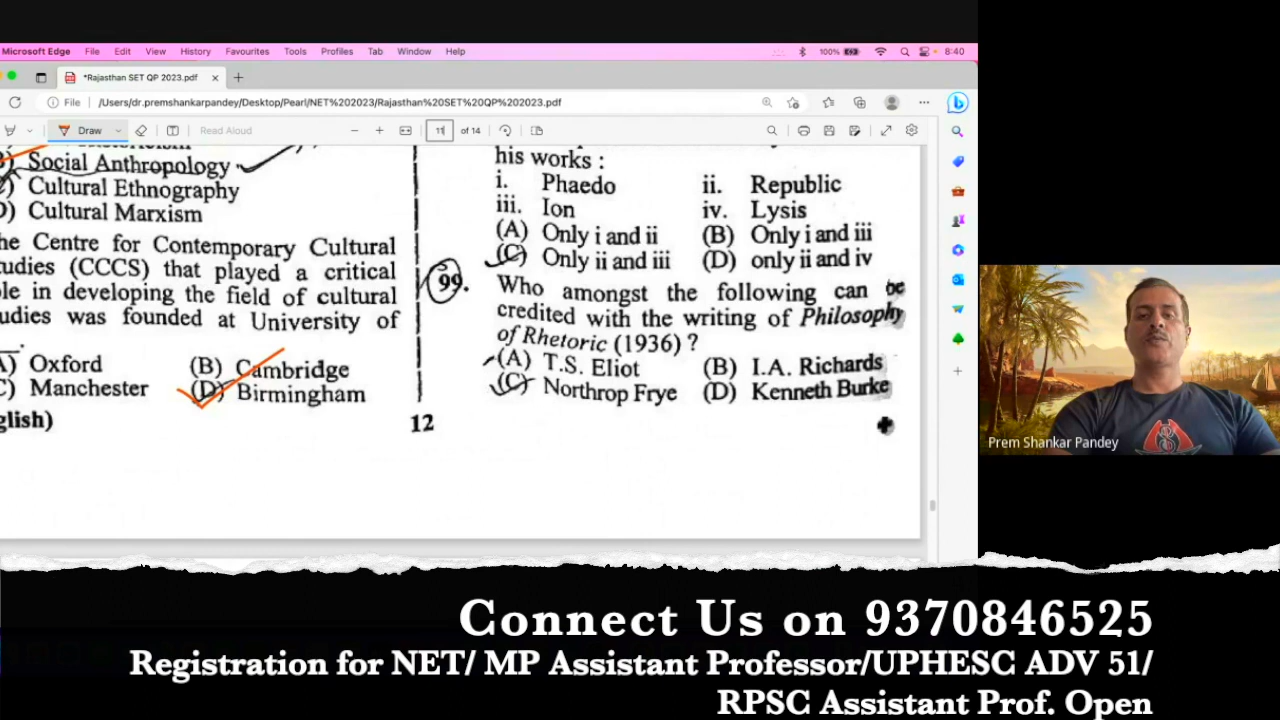 Microsoft Edge File Edit View History Favourites Tools Profiles Tab Window Help 100% 8:40
*Rajasthan SET QP 2023.pdf
File /Users/dr.premshankarpandey/Desktop/Pearl/NET%202023/Rajasthan%20SET%20QP%202023.pdf
Draw Read Aloud 11 of 14
Social Anthropology
Cultural Ethnography
D) Cultural Marxism
he Centre for Contemporary Cultural
tudies (CCCS) that played a critical
ole in developing the field of cultural
tudies was founded at University of
A) Oxford (B) Cambridge
C) Manchester (D) Birmingham
glish)
12
his works :
i. Phaedo ii. Republic
iii. Ion iv. Lysis
(A) Only i and ii (B) Only i and iii
(C) Only ii and iii (D) only ii and iv
99. Who amongst the following can be
credited with the writing of Philosophy
of Rhetoric (1936) ?
(A) T.S. Eliot (B) I.A. Richards
(C) Northrop Frye (D) Kenneth Burke
Prem Shankar Pandey
Connect Us on 9370846525
Registration for NET/ MP Assistant Professor/UPHESC ADV 51/
RPSC Assistant Prof. Open